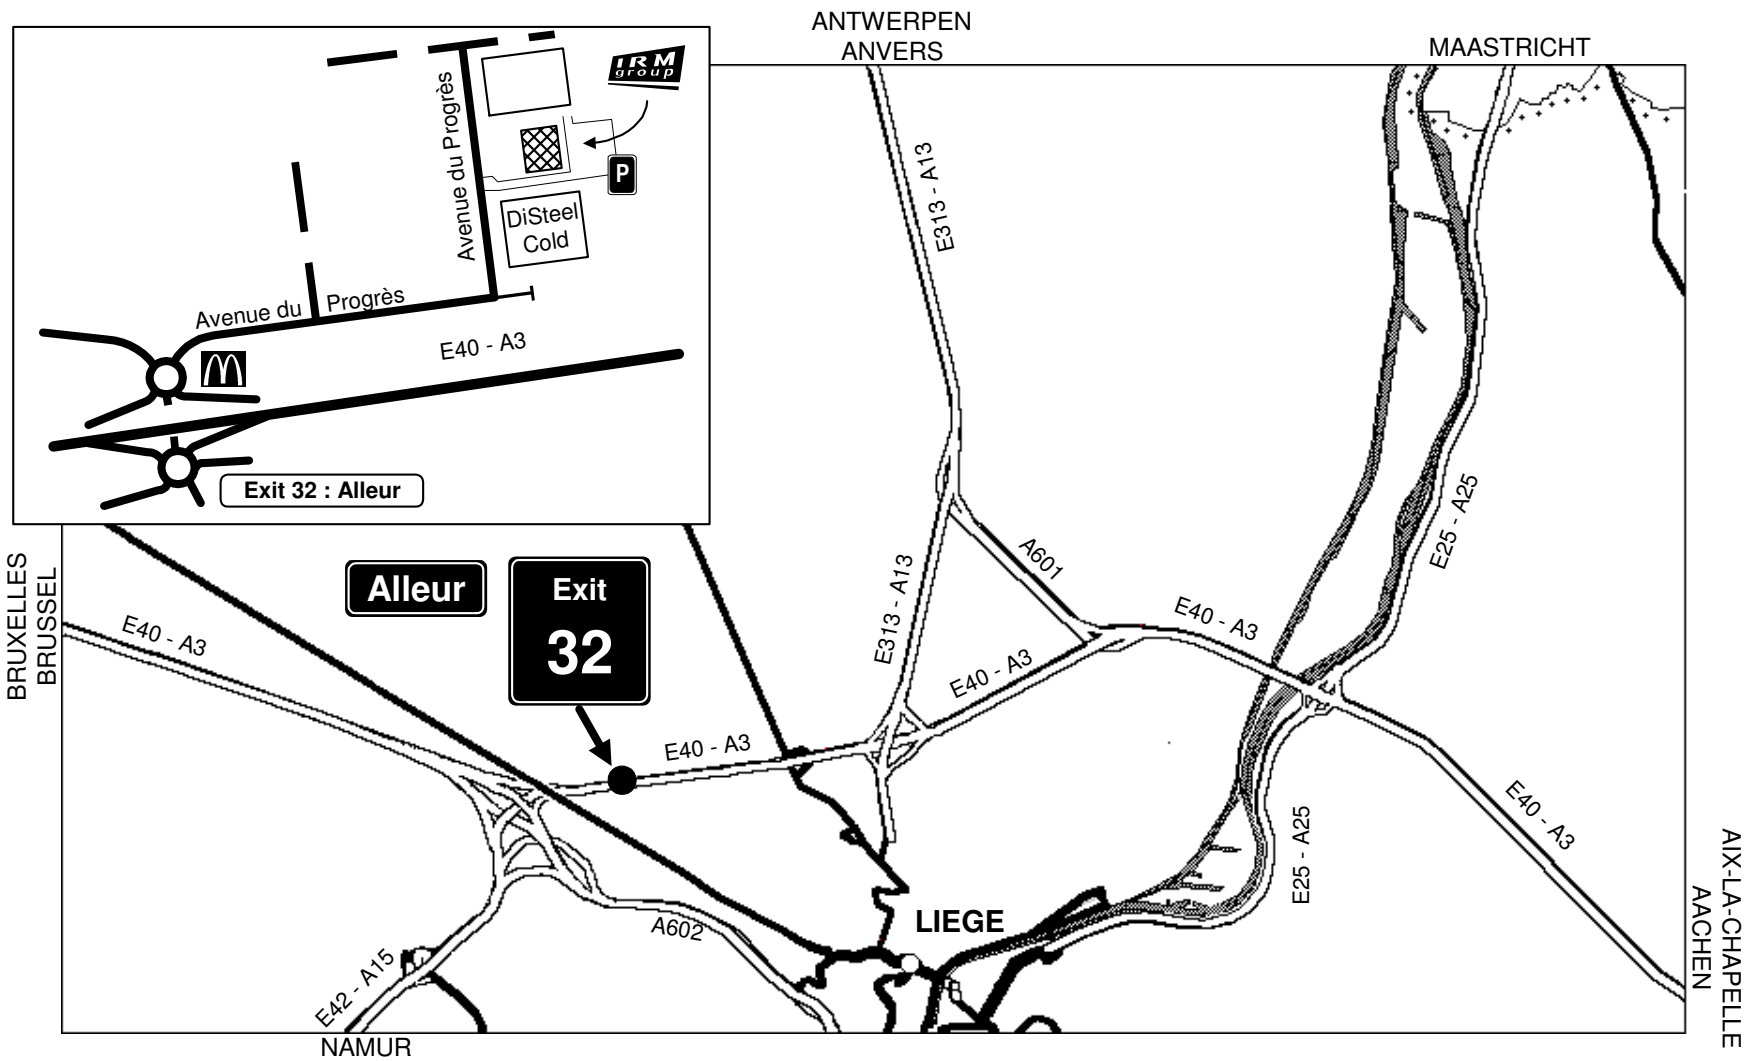 ANTWERPEN
ANVERS
MAASTRICHT
IRM
group
Avenue du Progrès
P
DiSteel
Cold
Avenue du Progrès
E40 - A3
Exit 32 : Alleur
E313 - A13
E25 - A25
A601
BRUXELLES
BRUSSEL
Alleur
Exit
32
E40 - A3
E313 - A13
E40 - A3
E40 - A3
E40 - A3
E40 - A3
E25 - A25
AIX-LA-CHAPELLE
AACHEN
LIEGE
A602
E42 - A15
NAMUR